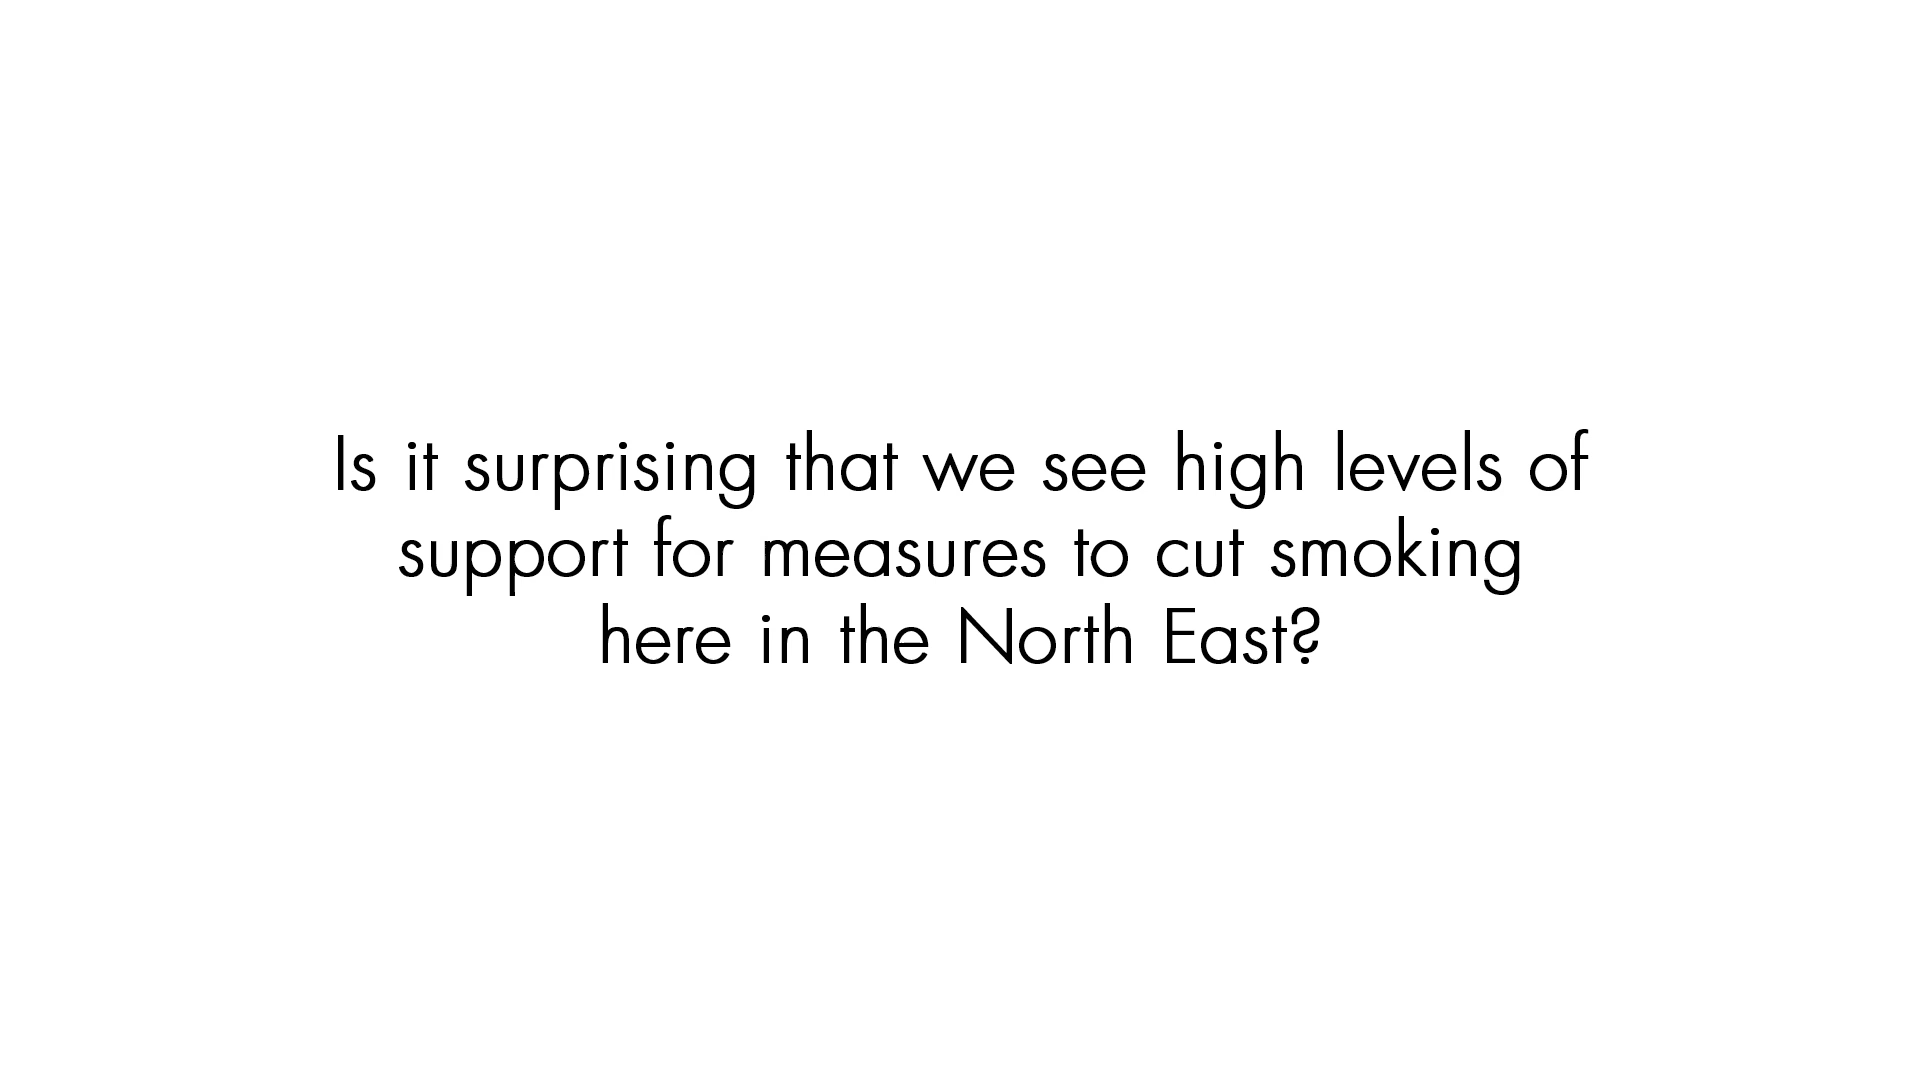 Is it surprising that we see high levels of
support for measures to cut smoking
here in the North East?